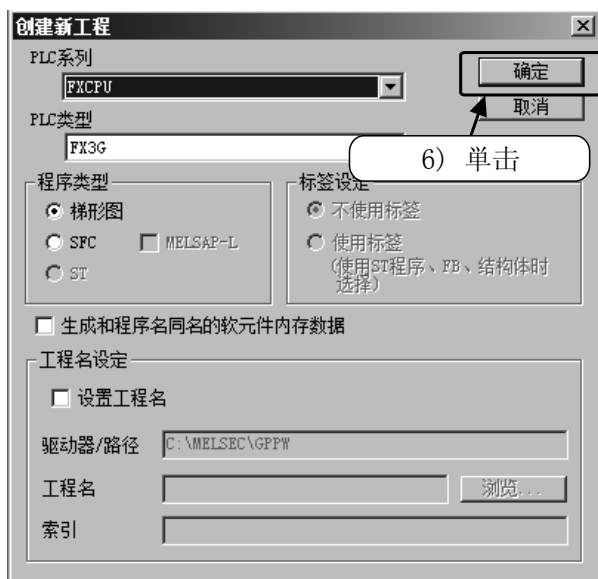 创建新工程
PLC系列
FXCPU
确定
取消
PLC类型
FX3G
6) 単击
程序类型
标签设定
梯形图
不使用标签
SFC
MELSAP-L
使用标签
ST
(使用ST程序、FB、结构体时
选择)
生成和程序名同名的软元件内存数据
工程名设定
设置工程名
驱动器/路径
C:\MELSEC\GPPW
工程名
浏览...
索引